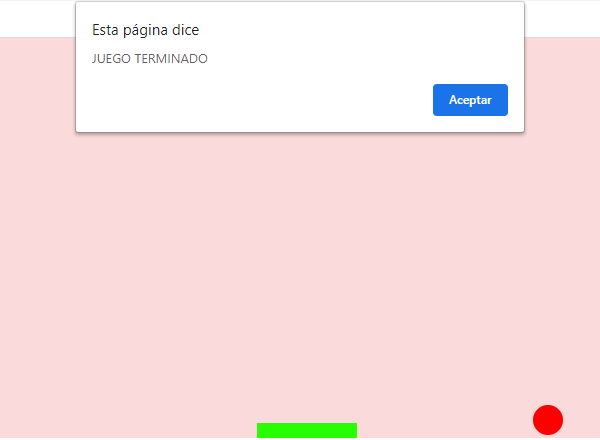 Esta página dice
JUEGO TERMINADO
Aceptar